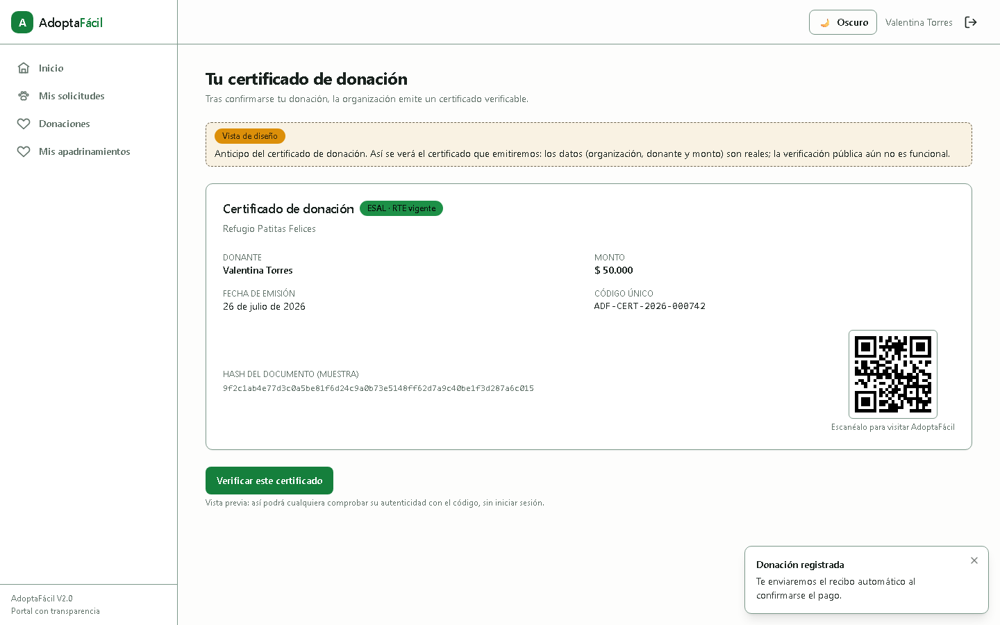 A AdoptaFácil
Oscuro
Valentina Torres
Inicio
Mis solicitudes
Donaciones
Mis apadrinamientos
Tu certificado de donación
Tras confirmarse tu donación, la organización emite un certificado verificable.
Vista de diseño
Anticipo del certificado de donación. Así se verá el certificado que emitiremos: los datos (organización, donante y monto) son reales; la verificación pública aún no es funcional.
Certificado de donación
ESAL · RTE vigente
Refugio Patitas Felices
DONANTE
Valentina Torres
MONTO
$ 50.000
FECHA DE EMISIÓN
26 de julio de 2026
CÓDIGO ÚNICO
ADF-CERT-2026-000742
HASH DEL DOCUMENTO (MUESTRA)
9f2c1ab4e77d3c0a5be81f6d24c9a0b73e5148ff62d7a9c40be1f3d287a6c015
Escanéalo para visitar AdoptaFácil
Verificar este certificado
Vista previa: así podrá cualquiera comprobar su autenticidad con el código, sin iniciar sesión.
Donación registrada
Te enviaremos el recibo automático al
confirmarse el pago.
AdoptaFácil V2.0
Portal con transparencia